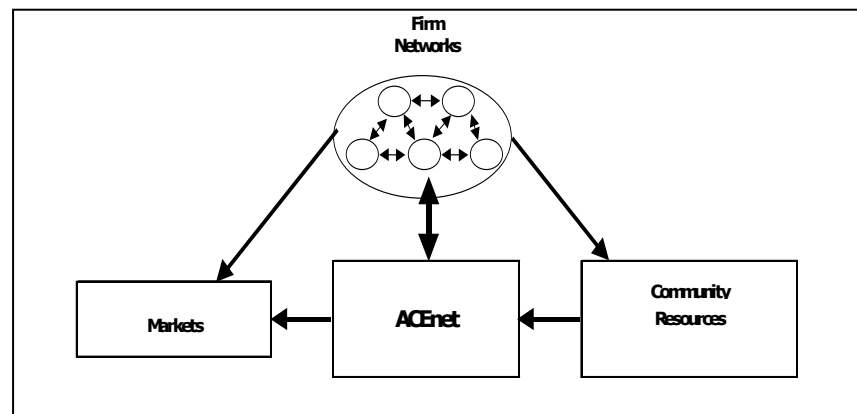 Firm
Networks
Markets
ACEnet
Community
Resources